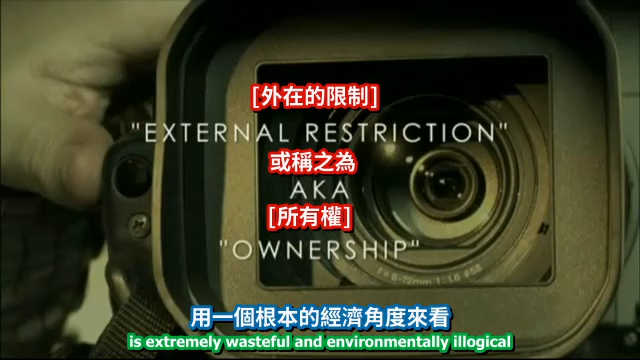 [外在的限制]
"EXTERNAL RESTRICTION"
或稱之為
AKA
[所有權]
"OWNERSHIP"
用一個根本的經濟角度來看
is extremely wasteful and environmentally illogical